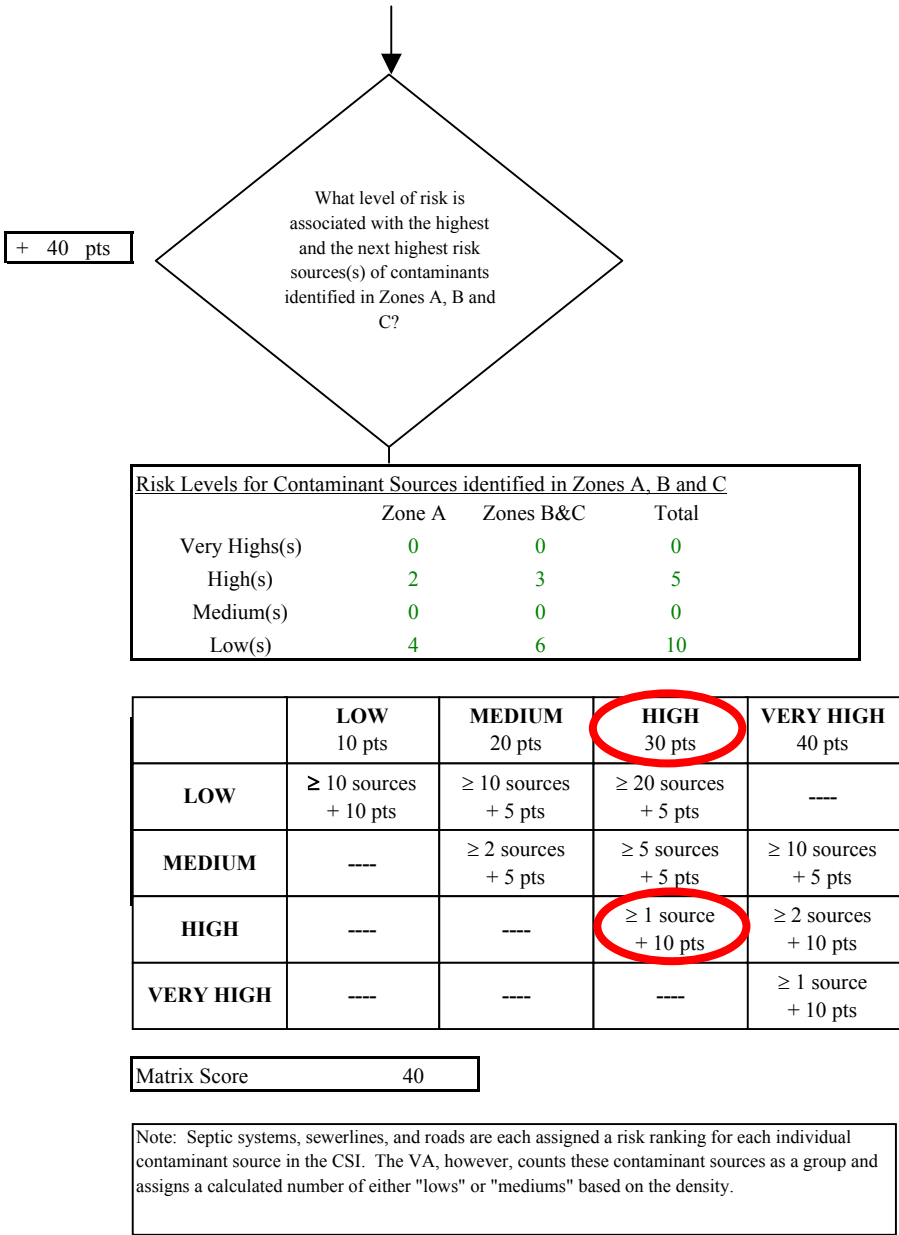 What level of risk is
associated with the highest
and the next highest risk
sources(s) of contaminants
identified in Zones A, B and
C?
+ 40 pts
Risk Levels for Contaminant Sources identified in Zones A, B and C
Zone A Zones B&C Total
Very Highs(s) 0 0 0
High(s) 2 3 5
Medium(s) 0 0 0
Low(s) 4 6 10
LOW MEDIUM HIGH VERY HIGH
10 pts 20 pts 30 pts 40 pts
LOW ≥ 10 sources ≥ 10 sources ≥ 20 sources ----
+ 10 pts + 5 pts + 5 pts
MEDIUM ---- ≥ 2 sources ≥ 5 sources ≥ 10 sources
+ 5 pts + 5 pts + 5 pts
HIGH ---- ---- ≥ 1 source ≥ 2 sources
+ 10 pts + 10 pts
VERY HIGH ---- ---- ---- ≥ 1 source
+ 10 pts
Matrix Score 40
Note: Septic systems, sewerlines, and roads are each assigned a risk ranking for each individual
contaminant source in the CSI. The VA, however, counts these contaminant sources as a group and
assigns a calculated number of either "lows" or "mediums" based on the density.